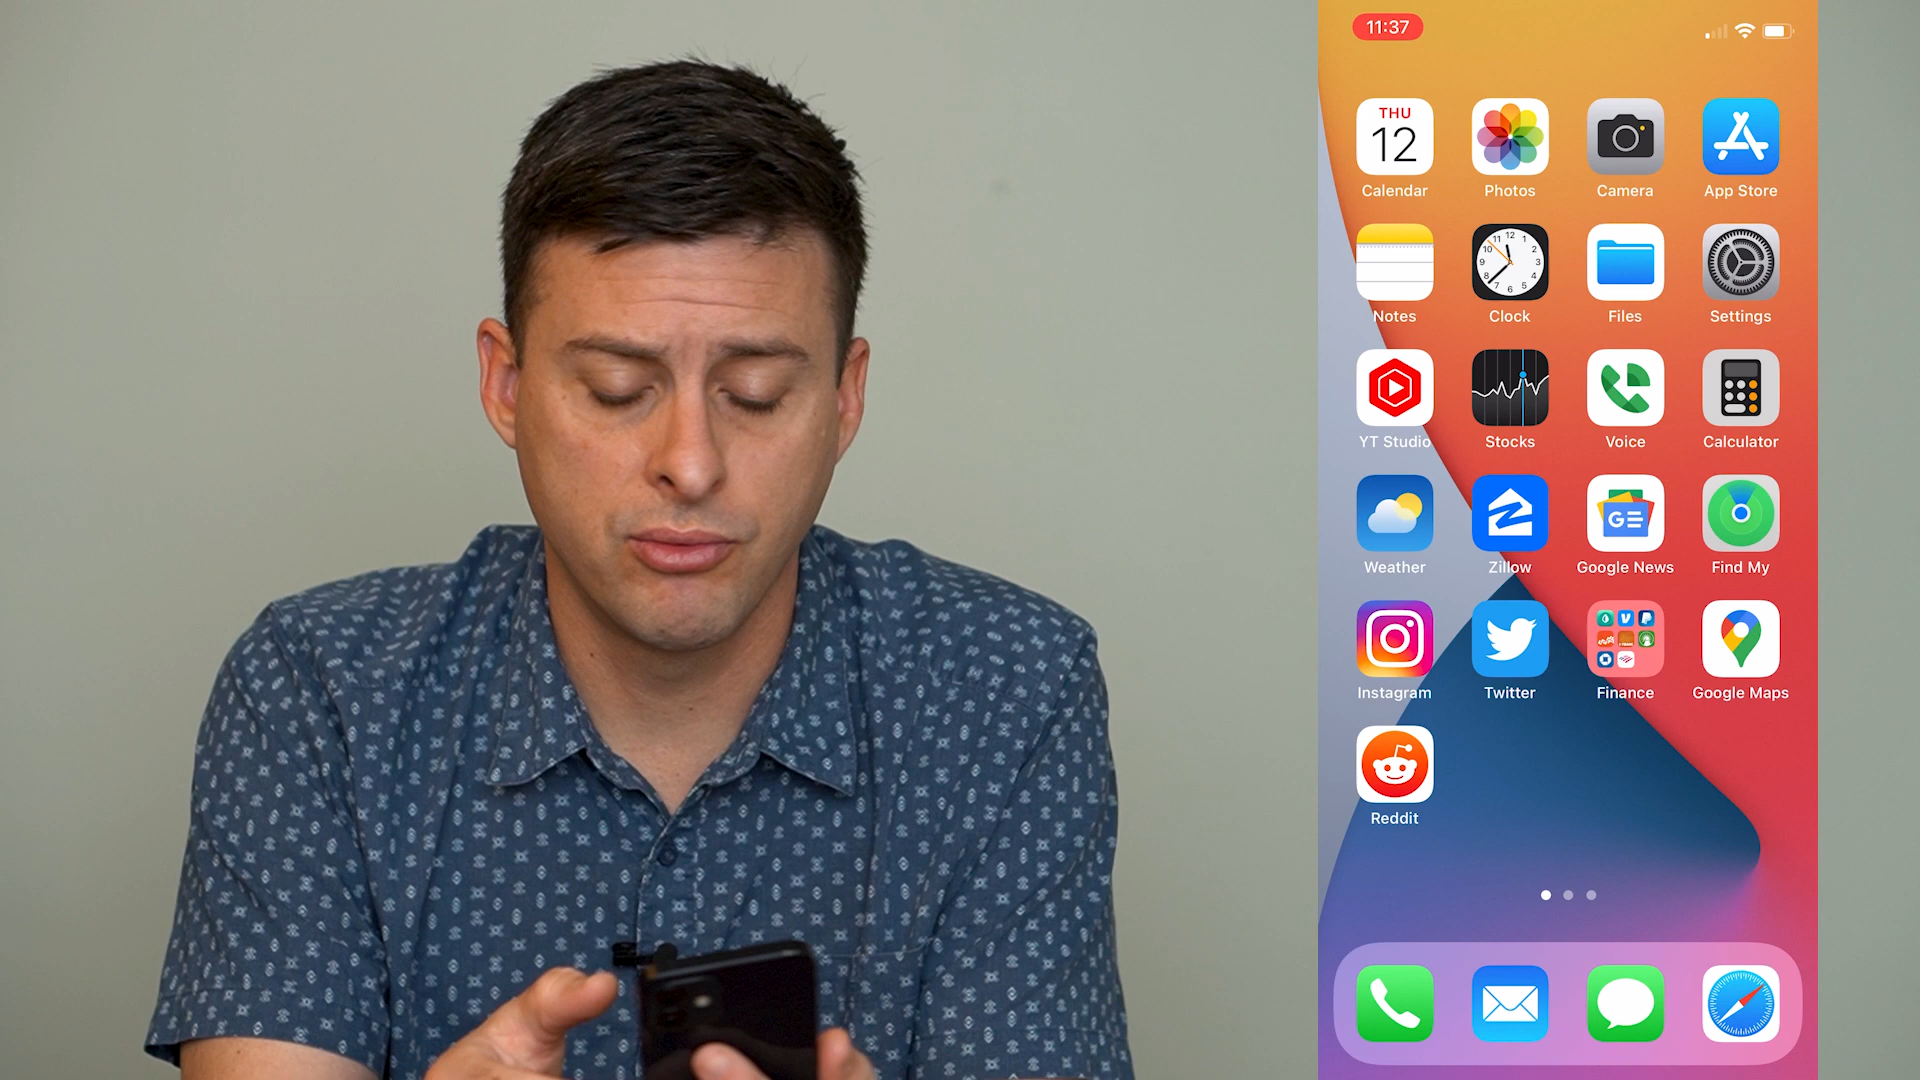 11:37
THU
12
Calendar
Photos
Camera
App Store
Notes
Clock
Files
Settings
YT Studio
Stocks
Voice
Calculator
Weather
Zillow
Google News
Find My
Instagram
Twitter
Finance
Google Maps
Reddit